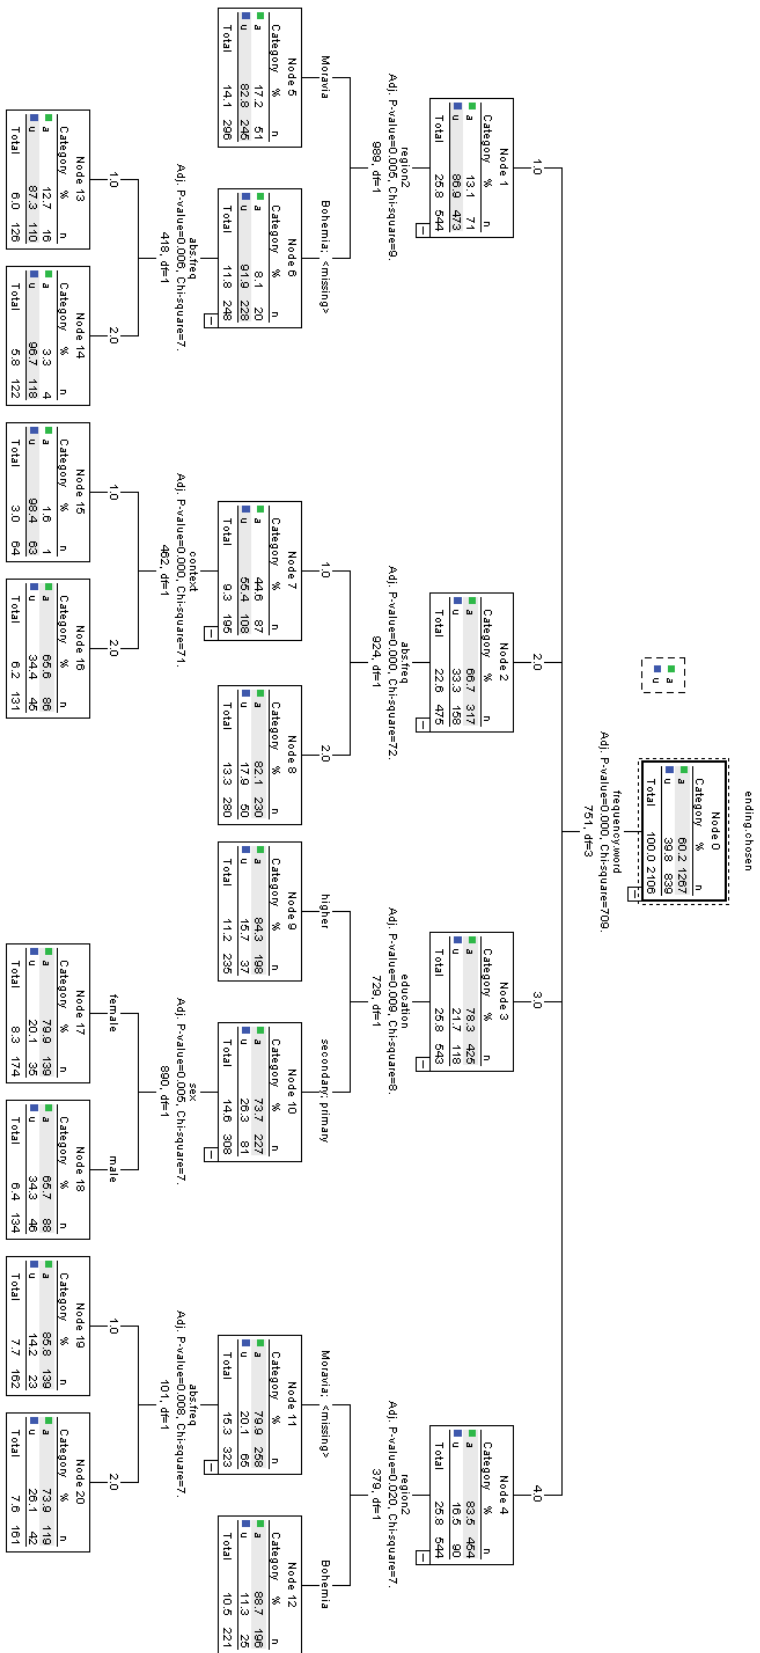 ending.chosen
Node 0
Category % n
a 60.2 1267
u 39.8 839
Total 100.0 2106
a
u
frequency.word
Adj. P-value=0.000, Chi-square=709.
751, df=3
1.0
2.0
3.0
4.0
Node 1
Category % n
a 13.1 71
u 86.9 473
Total 25.8 544
region2
Adj. P-value=0.005, Chi-square=9.
989, df=1
Node 2
Category % n
a 66.7 317
u 33.3 158
Total 22.6 475
abs.freq
Adj. P-value=0.000, Chi-square=72.
924, df=1
Node 3
Category % n
a 78.3 425
u 21.7 118
Total 25.8 543
education
Adj. P-value=0.009, Chi-square=8.
729, df=1
Node 4
Category % n
a 83.5 454
u 16.5 90
Total 25.8 544
region2
Adj. P-value=0.020, Chi-square=7.
379, df=1
Moravia
Bohemia; <missing>
1.0
2.0
higher
secondary; primary
Moravia; <missing>
Bohemia
Node 5
Category % n
a 17.2 51
u 82.8 245
Total 14.1 296
Node 6
Category % n
a 8.1 20
u 91.9 228
Total 11.8 248
abs.freq
Adj. P-value=0.006, Chi-square=7.
418, df=1
Node 7
Category % n
a 44.6 87
u 55.4 108
Total 9.3 195
context
Adj. P-value=0.000, Chi-square=71.
462, df=1
Node 8
Category % n
a 82.1 230
u 17.9 50
Total 13.3 280
Node 9
Category % n
a 84.3 198
u 15.7 37
Total 11.2 235
Node 10
Category % n
a 73.7 227
u 26.3 81
Total 14.6 308
sex
Adj. P-value=0.005, Chi-square=7.
890, df=1
Node 11
Category % n
a 79.9 258
u 20.1 65
Total 15.3 323
abs.freq
Adj. P-value=0.008, Chi-square=7.
101, df=1
Node 12
Category % n
a 88.7 196
u 11.3 25
Total 10.5 221
1.0
2.0
1.0
2.0
female
male
1.0
2.0
Node 13
Category % n
a 12.7 16
u 87.3 110
Total 6.0 126
Node 14
Category % n
a 3.3 4
u 96.7 118
Total 5.8 122
Node 15
Category % n
a 1.6 1
u 98.4 63
Total 3.0 64
Node 16
Category % n
a 65.6 86
u 34.4 45
Total 6.2 131
Node 17
Category % n
a 79.9 139
u 20.1 35
Total 8.3 174
Node 18
Category % n
a 65.7 88
u 34.3 46
Total 6.4 134
Node 19
Category % n
a 85.8 139
u 14.2 23
Total 7.7 162
Node 20
Category % n
a 73.9 119
u 26.1 42
Total 7.6 161